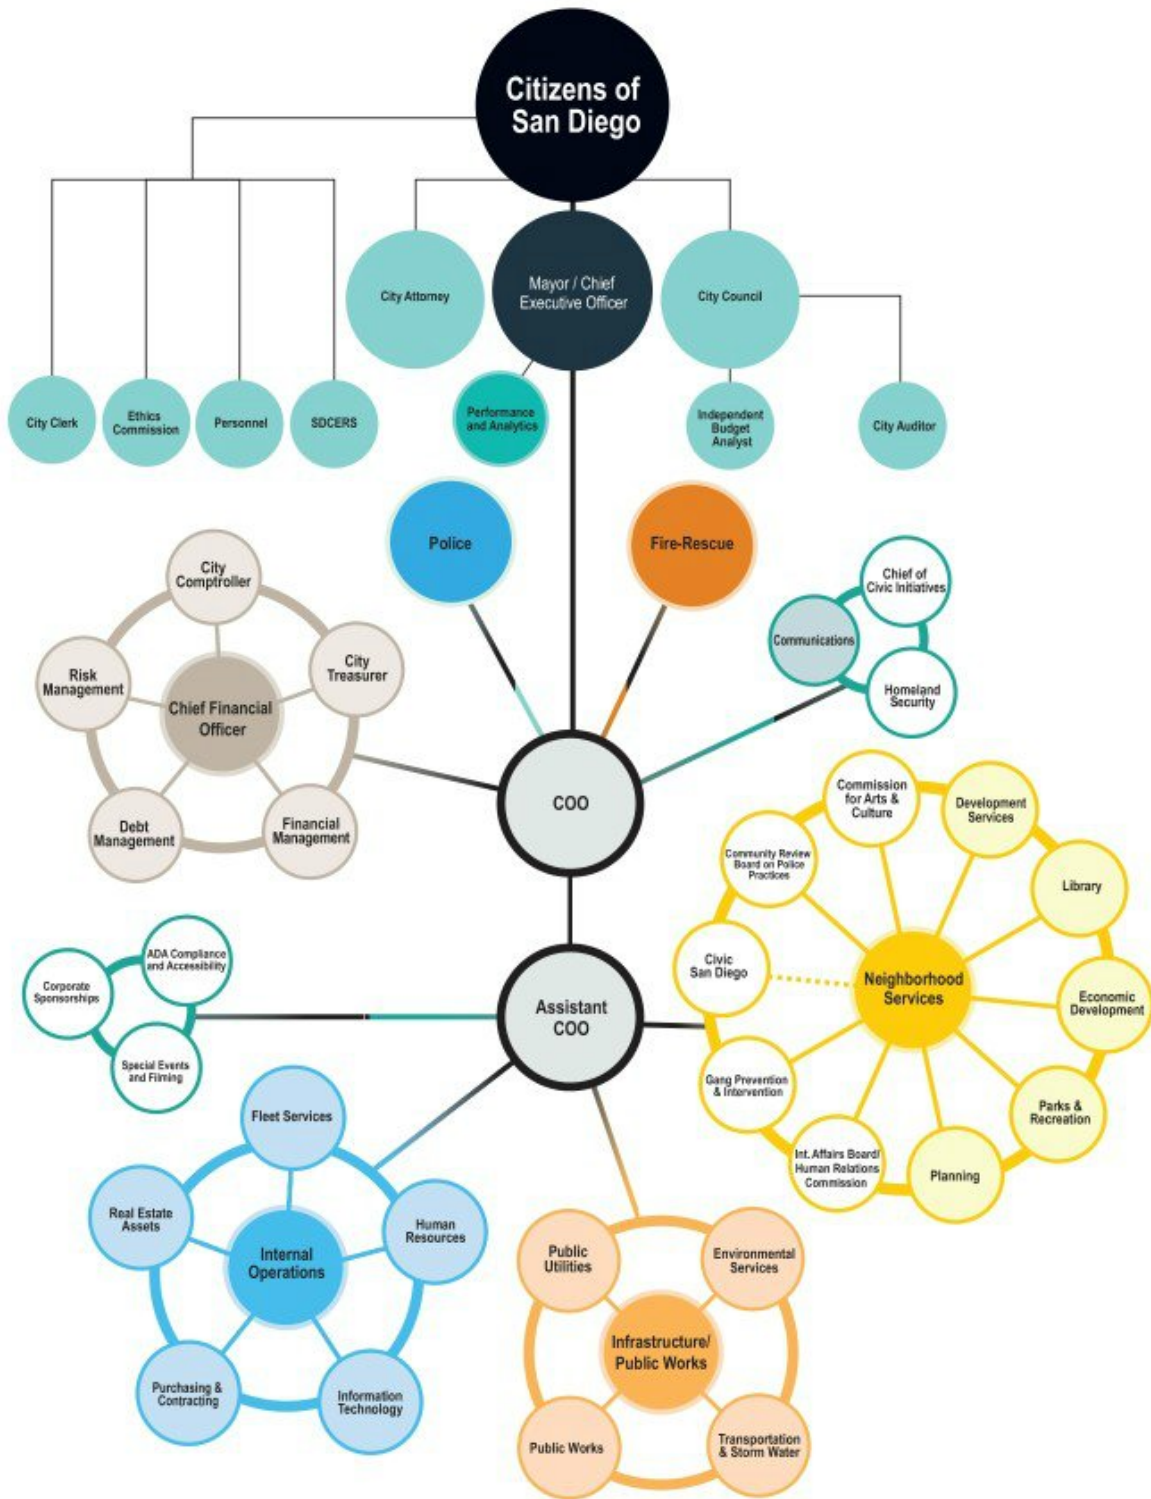 Citizens of
San Diego
City Attorney
Mayor / Chief
Executive Officer
City Council
City Clerk
Ethics
Commission
Personnel
SDCERS
Performance
and Analytics
Independent
Budget
Analyst
City Auditor
Police
Fire-Rescue
City
Comptroller
Risk
Management
City
Treasurer
Chief Financial
Officer
Debt
Management
Financial
Management
Chief of
Civic Initiatives
Communications
Homeland
Security
COO
Commission
for Arts &
Culture
Development
Services
Community Review
Board on Police
Practices
Library
Civic
San Diego
Neighborhood
Services
Economic
Development
Gang Prevention
& Intervention
Parks &
Recreation
Int. Affairs Board/
Human Relations
Commission
Planning
ADA Compliance
and Accessibility
Corporate
Sponsorships
Special Events
and Filming
Assistant
COO
Fleet Services
Real Estate
Assets
Human
Resources
Internal
Operations
Purchasing &
Contracting
Information
Technology
Public
Utilities
Environmental
Services
Infrastructure/
Public Works
Public Works
Transportation
& Storm Water